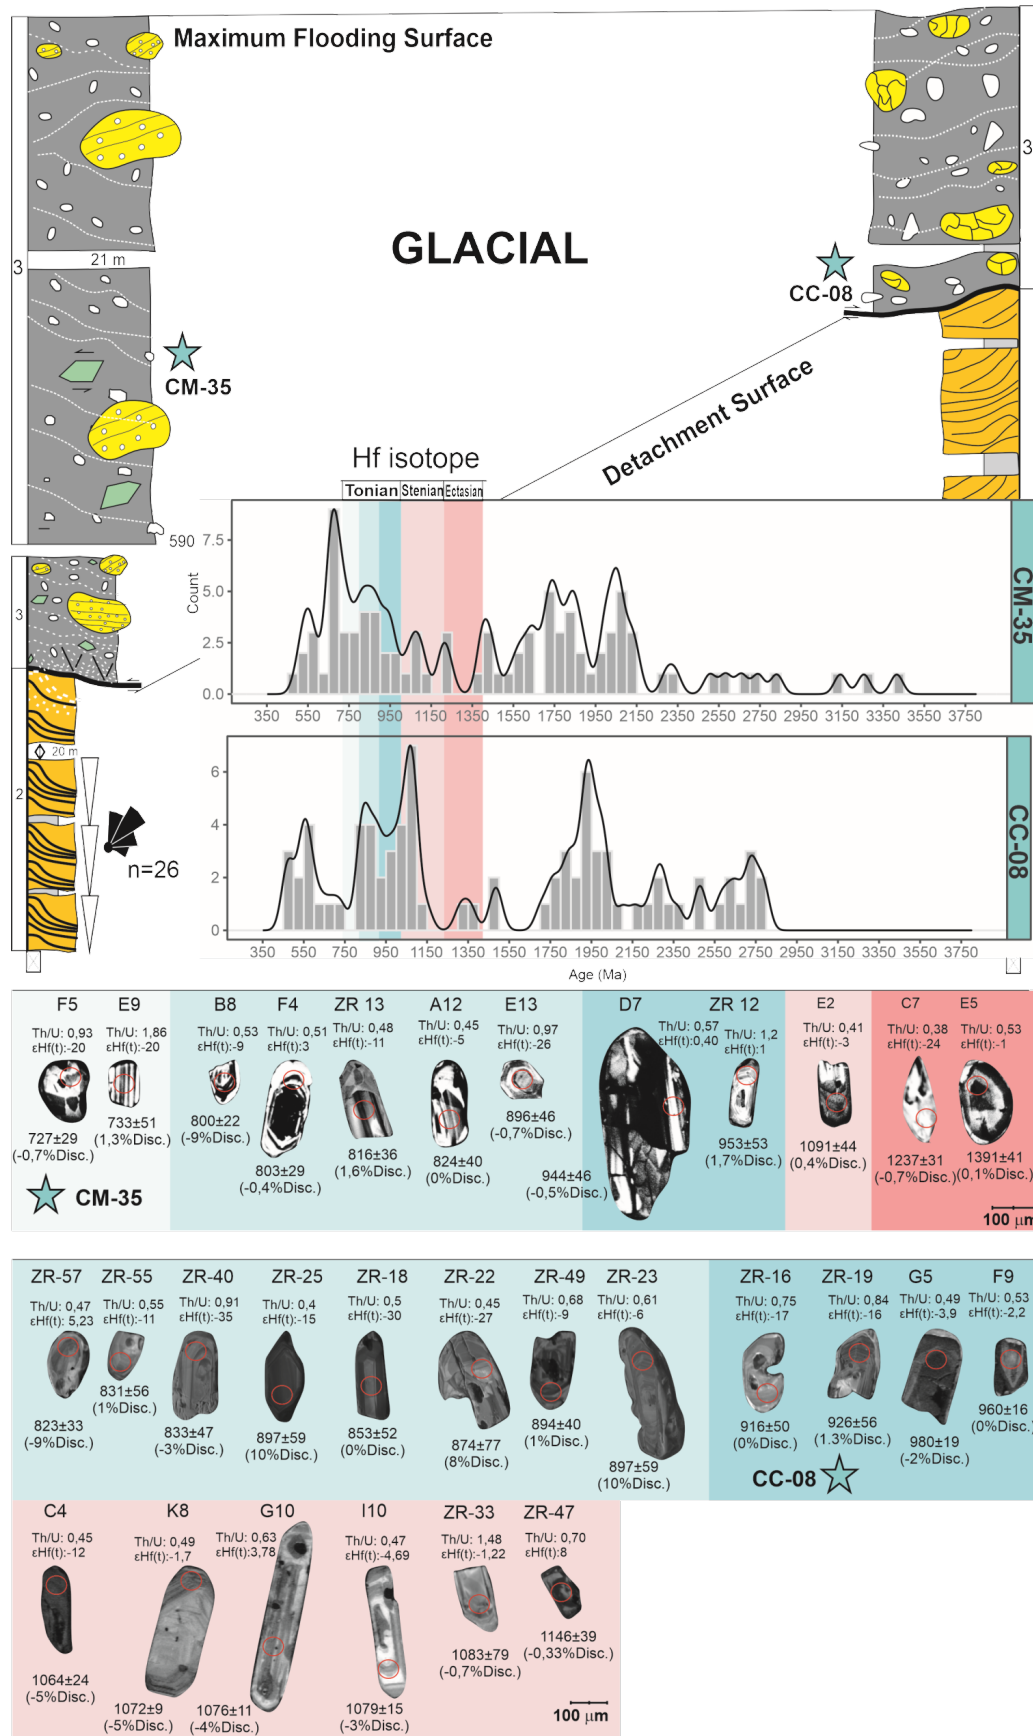 Maximum Flooding Surface
3
3
21 m
GLACIAL
CC-08
CM-35
Detachment Surface
Hf isotope
Tonian Stenian Ectasian
590
7.5
5.0
2.5
0.0
Count
CM-35
350 550 750 950 1150 1350 1550 1750 1950 2150 2350 2550 2750 2950 3150 3350 3550 3750
3
20 m
2
n=26
6
4
2
0
CC-08
350 550 750 950 1150 1350 1550 1750 1950 2150 2350 2550 2750 2950 3150 3350 3550 3750
Age (Ma)
F5
Th/U: 0,93
εHf(t):-20
727±29
(-0,7%Disc.)
E9
Th/U: 1,86
εHf(t):-20
733±51
(1,3%Disc.)
CM-35
B8
Th/U: 0,53
εHf(t):-9
800±22
(-9%Disc.)
F4
Th/U: 0,51
εHf(t):3
803±29
(-0,4%Disc.)
ZR 13
Th/U: 0,48
εHf(t):-11
816±36
(1,6%Disc.)
A12
Th/U: 0,45
εHf(t):-5
824±40
(0%Disc.)
E13
Th/U: 0,97
εHf(t):-26
896±46
(-0,7%Disc.)
D7
Th/U: 0,57
εHf(t):0,40
944±46
(-0,5%Disc.)
ZR 12
Th/U: 1,2
εHf(t):1
953±53
(1,7%Disc.)
E2
Th/U: 0,41
εHf(t):-3
1091±44
(0,4%Disc.)
C7
Th/U: 0,38
εHf(t):-24
1237±31
(-0,7%Disc.)
E5
Th/U: 0,53
εHf(t):-1
1391±41
(0,1%Disc.)
100 µm
ZR-57
Th/U: 0,47
εHf(t): 5,23
823±33
(-9%Disc.)
ZR-55
Th/U: 0,55
εHf(t):-11
831±56
(1%Disc.)
ZR-40
Th/U: 0,91
εHf(t):-35
833±47
(-3%Disc.)
ZR-25
Th/U: 0,4
εHf(t):-15
897±59
(10%Disc.)
ZR-18
Th/U: 0,5
εHf(t):-30
853±52
(0%Disc.)
ZR-22
Th/U: 0,45
εHf(t):-27
874±77
(8%Disc.)
ZR-49
Th/U: 0,68
εHf(t):-9
894±40
(1%Disc.)
ZR-23
Th/U: 0,61
εHf(t):-6
897±59
(10%Disc.)
ZR-16
Th/U: 0,75
εHf(t):-17
916±50
(0%Disc.)
ZR-19
Th/U: 0,84
εHf(t):-16
926±56
(1.3%Disc.)
G5
Th/U: 0,49
εHf(t):-3,9
980±19
(-2%Disc.)
F9
Th/U: 0,53
εHf(t):-2,2
960±16
(0%Disc.)
CC-08
C4
Th/U: 0,45
εHf(t):-12
1064±24
(-5%Disc.)
K8
Th/U: 0,49
εHf(t):-1,7
1072±9
(-5%Disc.)
G10
Th/U: 0,63
εHf(t):3,78
1076±11
(-4%Disc.)
I10
Th/U: 0,47
εHf(t):-4,69
1079±15
(-3%Disc.)
ZR-33
Th/U: 1,48
εHf(t):-1,22
1083±79
(-0,7%Disc.)
ZR-47
Th/U: 0,70
εHf(t):8
1146±39
(-0,33%Disc.)
100 µm